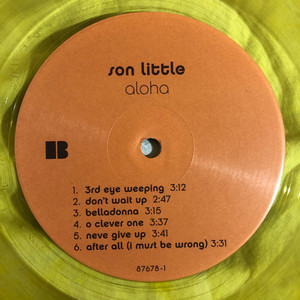 son little
aloha
B
1. 3rd eye weeping 3:12
2. don't wait up 2:47
3. belladonna 3:15
4. o clever one 3:37
5. neve give up 3:41
6. after all (i must be wrong) 3:31
87678-1